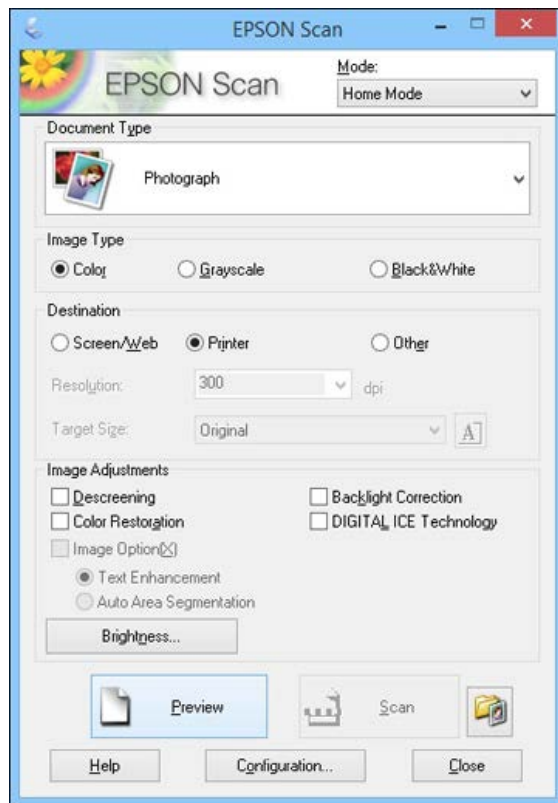 EPSON Scan
EPSON Scan
Mode:
Home Mode
Document Type
Photograph
Image Type
Color Grayscale Black&White
Destination
Screen/Web Printer Other
Resolution: 300 dpi
Target Size: Original A
Image Adjustments
Descreening Backlight Correction
Color Restoration DIGITAL ICE Technology
Image Option(X)
Text Enhancement
Auto Area Segmentation
Brightness...
Preview Scan
Help Configuration... Close